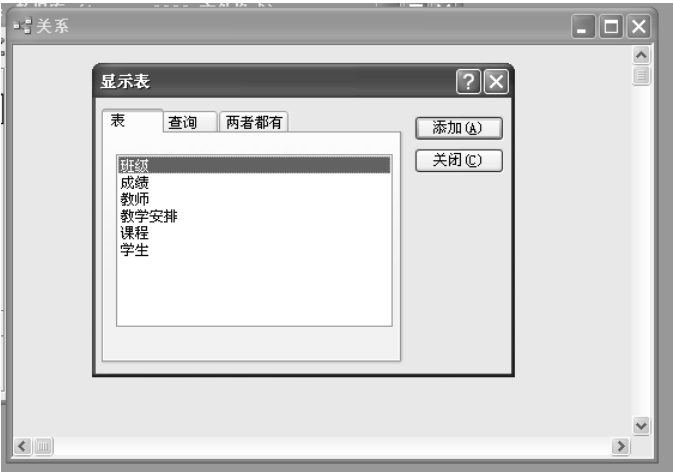 关系
显示表
表
查询
两者都有
添加(A)
关闭(C)
班级
成绩
教师
教学安排
课程
学生